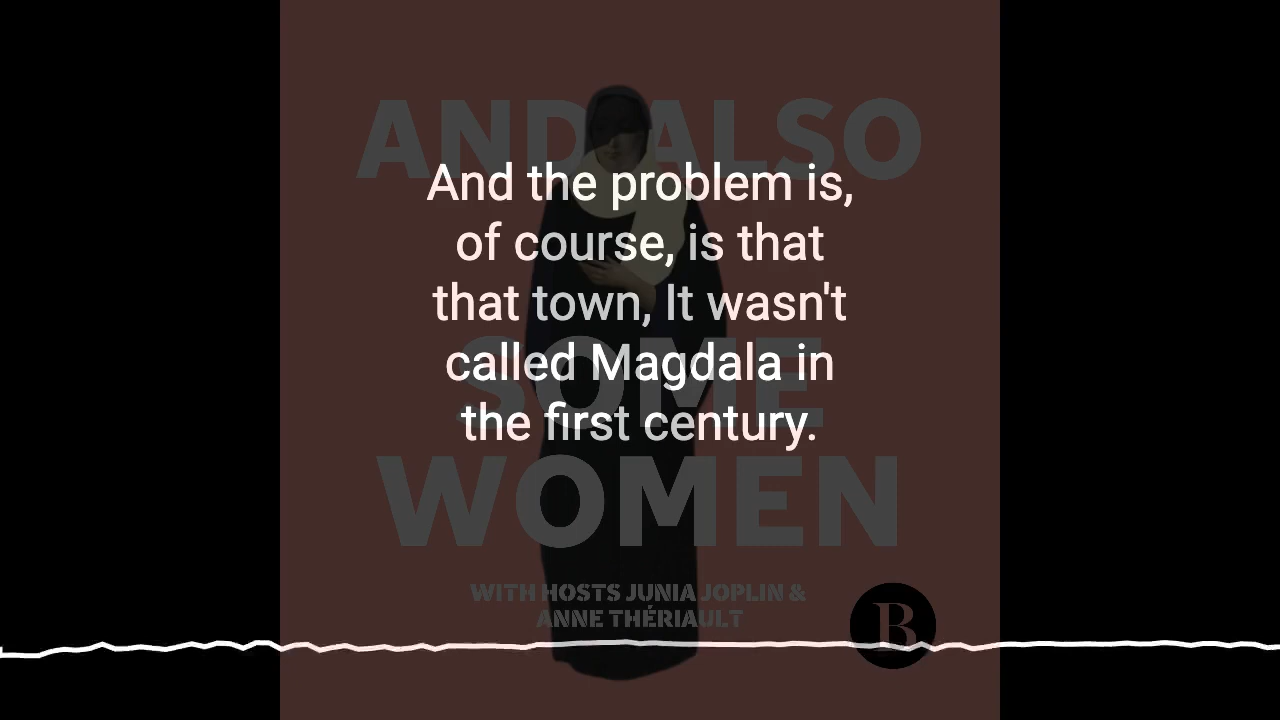 AND ALSO
And the problem is,
of course, is that
that town, It wasn't
called Magdala in
the first century.
SOME
WOMEN
WITH HOSTS JUNIA JOPLIN &
ANNE THÉRIAULT
B